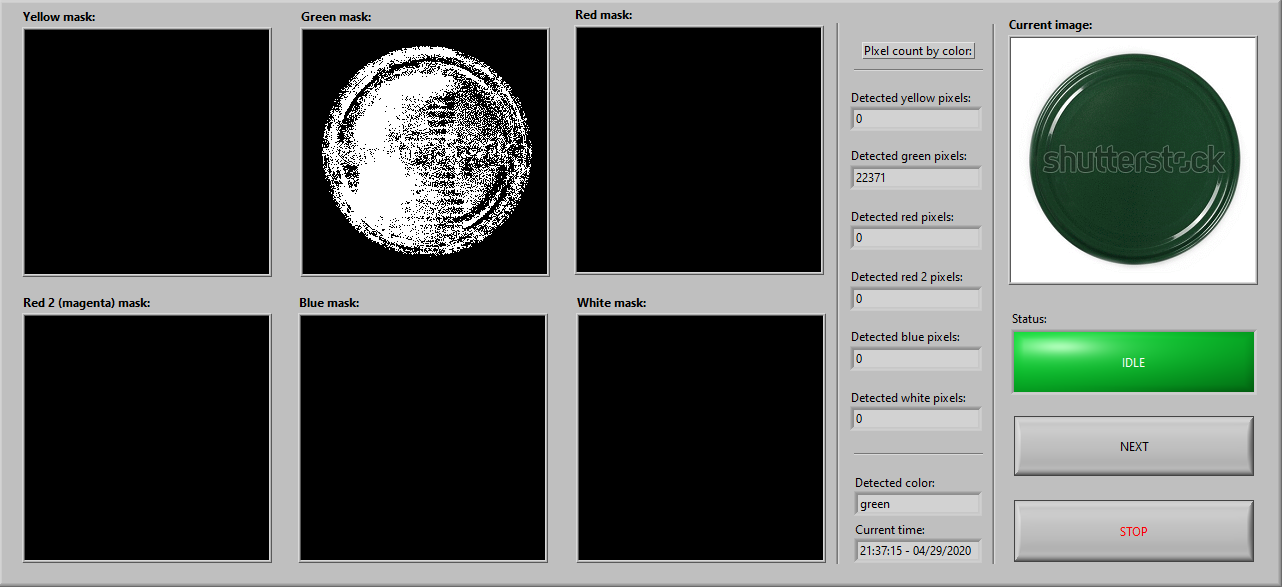 Yellow mask:
Green mask:
Red mask:
Red 2 (magenta) mask:
Blue mask:
White mask:
PIxel count by color:
Detected yellow pixels:
0
Detected green pixels:
22371
Detected red pixels:
0
Detected red 2 pixels:
0
Detected blue pixels:
0
Detected white pixels:
0
Detected color:
green
Current time:
21:37:15 - 04/29/2020
Current image:
shutterstock
Status:
IDLE
NEXT
STOP